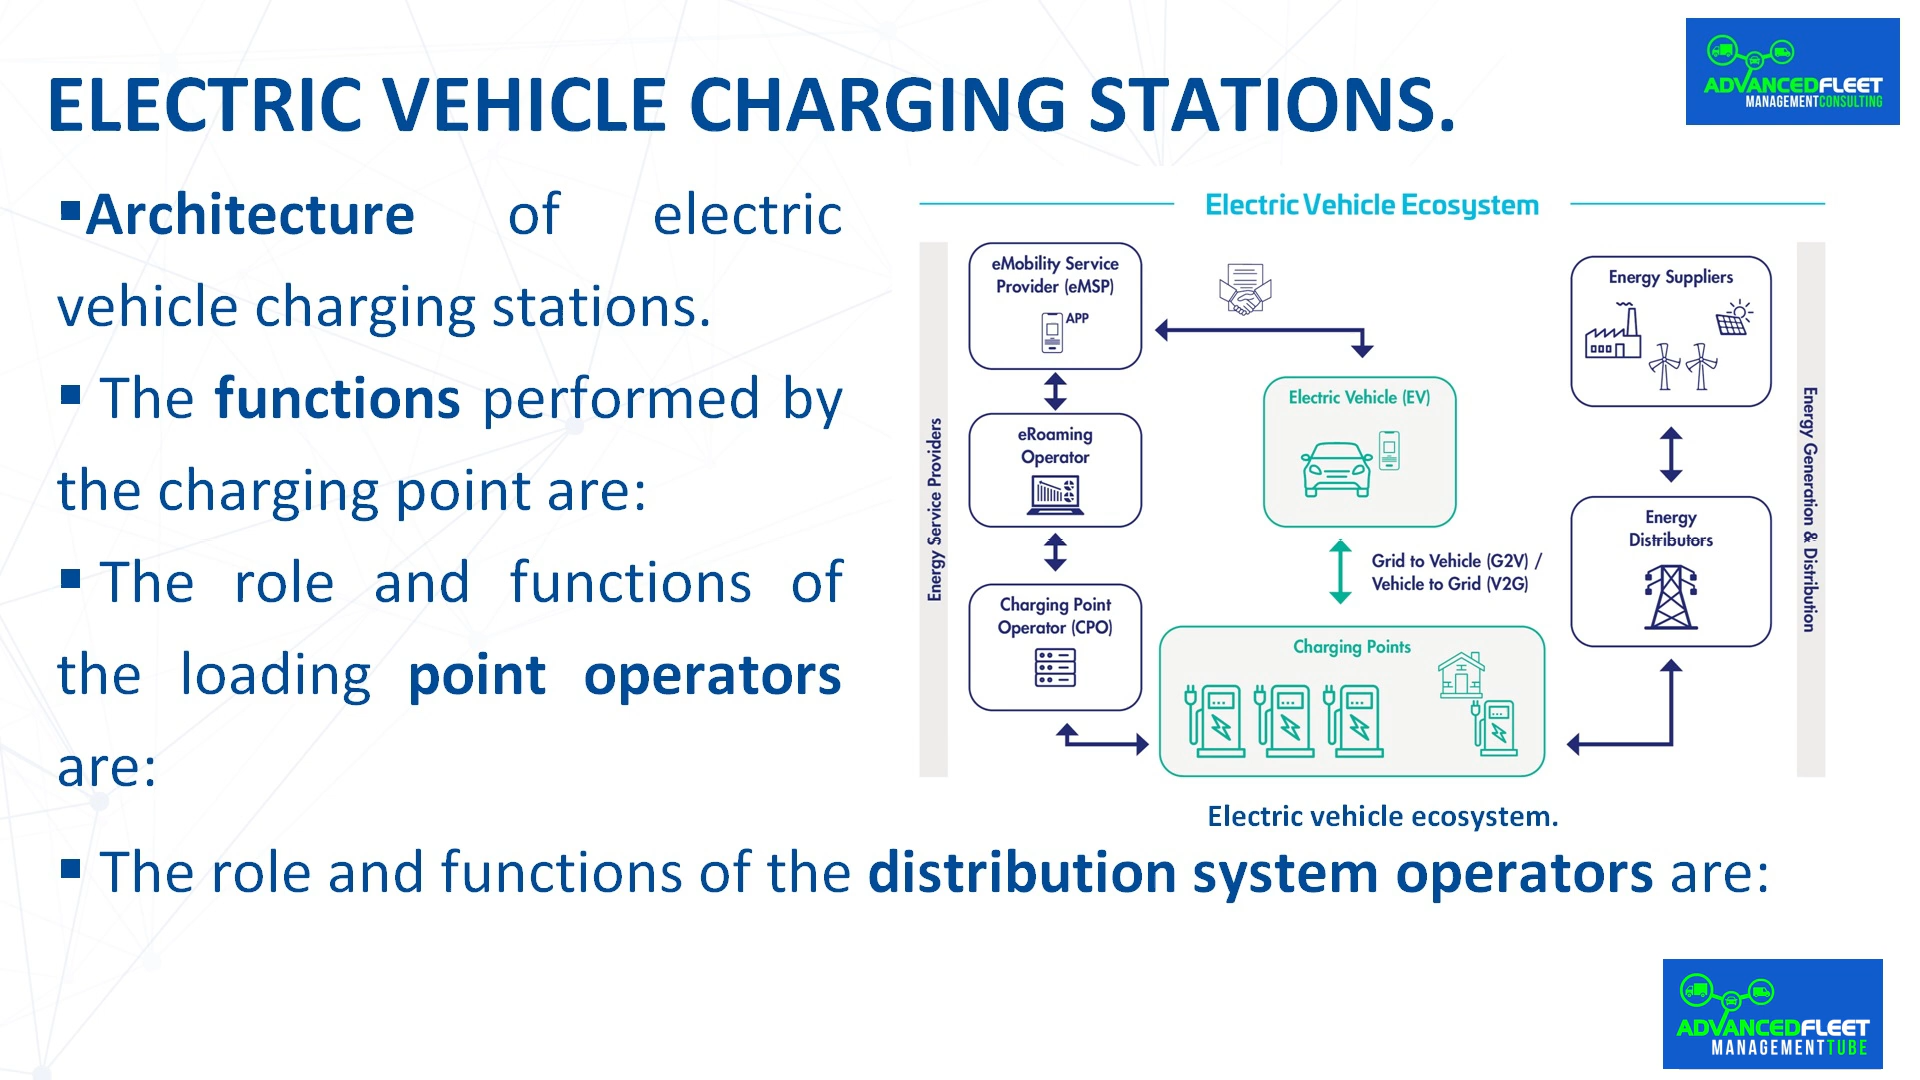 ELECTRIC VEHICLE CHARGING STATIONS.
ADVANCEDFLEET
MANAGEMENTCONSULTING
▪Architecture of electric
vehicle charging stations.
▪ The functions performed by
the charging point are:
▪ The role and functions of
the loading point operators
are:
▪ The role and functions of the distribution system operators are:
Electric Vehicle Ecosystem
Energy Service Providers
eMobility Service
Provider (eMSP)
APP
eRoaming
Operator
Charging Point
Operator (CPO)
Electric Vehicle (EV)
Grid to Vehicle (G2V) /
Vehicle to Grid (V2G)
Charging Points
Energy Suppliers
Energy
Distributors
Energy Generation & Distribution
Electric vehicle ecosystem.
ADVANCEDFLEET
MANAGEMENTTUBE